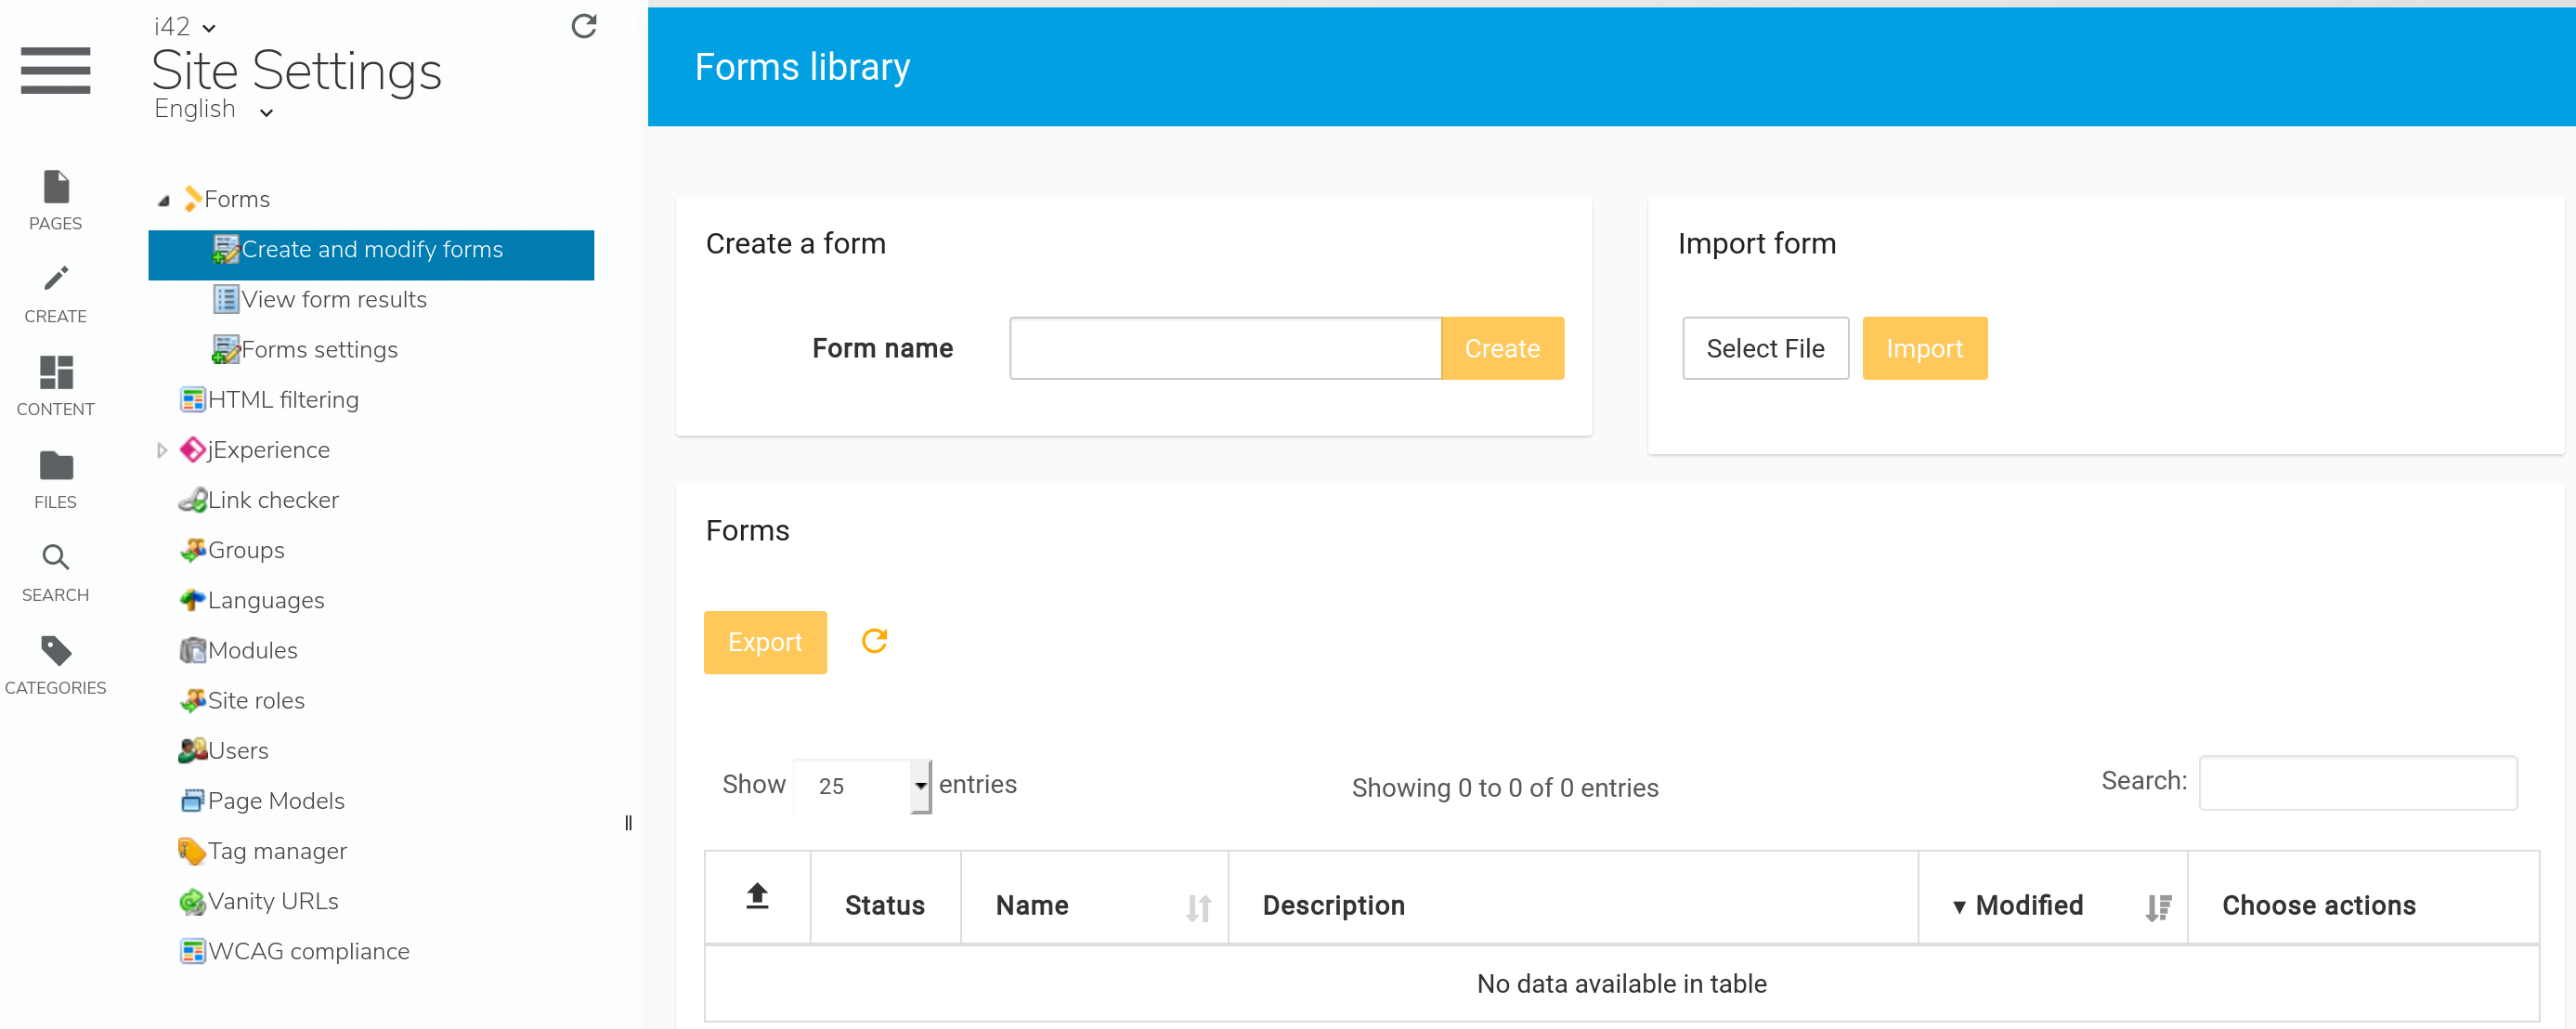 i42
Site Settings
English
PAGES
CREATE
CONTENT
FILES
SEARCH
CATEGORIES
Forms
Create and modify forms
View form results
Forms settings
HTML filtering
jExperience
Link checker
Groups
Languages
Modules
Site roles
Users
Page Models
Tag manager
Vanity URLs
WCAG compliance
Forms library
Create a form
Form name
Create
Import form
Select File
Import
Forms
Export
Show 25 entries
Showing 0 to 0 of 0 entries
Search:
Status Name Description Modified Choose actions
No data available in table